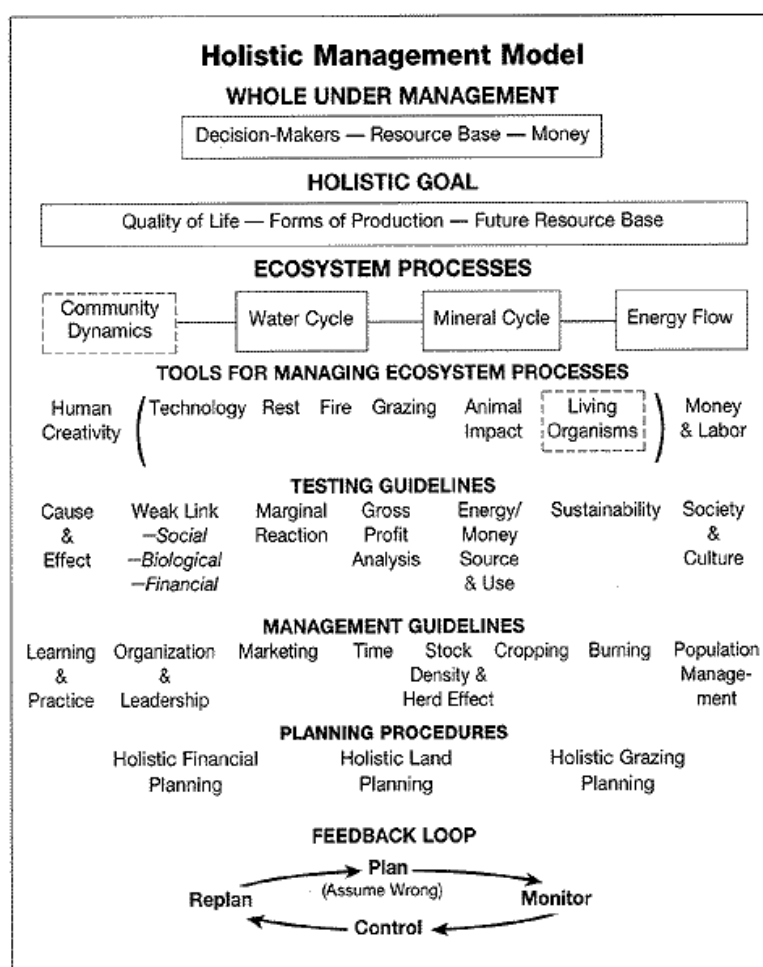 Holistic Management Model
WHOLE UNDER MANAGEMENT
Decision-Makers — Resource Base — Money
HOLISTIC GOAL
Quality of Life — Forms of Production — Future Resource Base
ECOSYSTEM PROCESSES
Community
Dynamics
Water Cycle
Mineral Cycle
Energy Flow
TOOLS FOR MANAGING ECOSYSTEM PROCESSES
Human
Creativity
(
Technology
Rest
Fire
Grazing
Animal
Impact
Living
Organisms
)
Money
& Labor
TESTING GUIDELINES
Cause
&
Effect
Weak Link
—Social
—Biological
—Financial
Marginal
Reaction
Gross
Profit
Analysis
Energy/
Money
Source
& Use
Sustainability
Society
&
Culture
MANAGEMENT GUIDELINES
Learning
&
Practice
Organization
&
Leadership
Marketing
Time
Stock
Density &
Herd Effect
Cropping
Burning
Population
Manage-
ment
PLANNING PROCEDURES
Holistic Financial
Planning
Holistic Land
Planning
Holistic Grazing
Planning
FEEDBACK LOOP
Plan
(Assume Wrong)
Replan
Monitor
Control